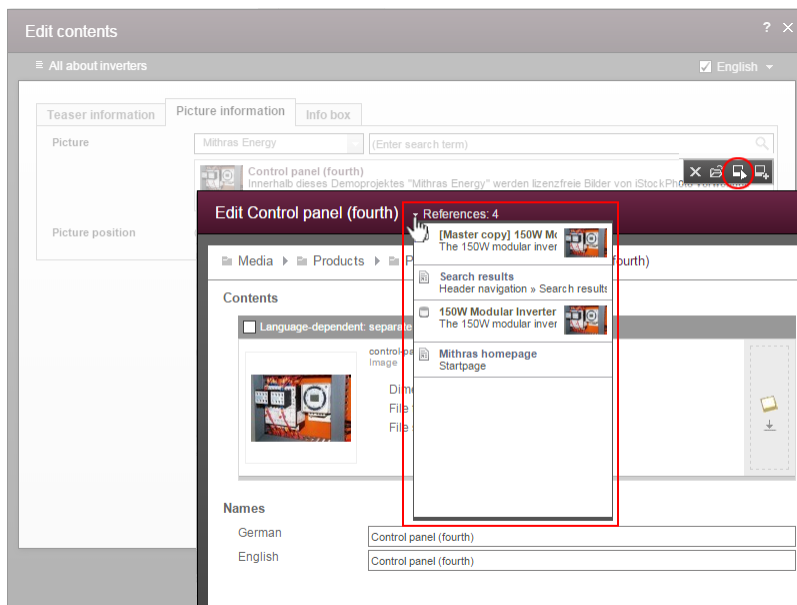 Edit contents
?
All about inverters
English
Teaser information
Picture information
Info box
Picture
Mithras Energy
(Enter search term)
Control panel (fourth)
Innerhalb dieses Demoprojektes "Mithras Energy" werden lizenzfreie Bilder von iStockPhoto
Picture position
Edit Control panel (fourth)
References: 4
[Master copy] 150W Mo
The 150W modular inver
Media
Products
P
fourth)
Search results
Header navigation » Search results
150W Modular Inverter
The 150W modular inver
Mithras homepage
Startpage
Contents
Language-dependent: separate
control-pa
Image
Dime
File
File
Names
German
Control panel (fourth)
English
Control panel (fourth)